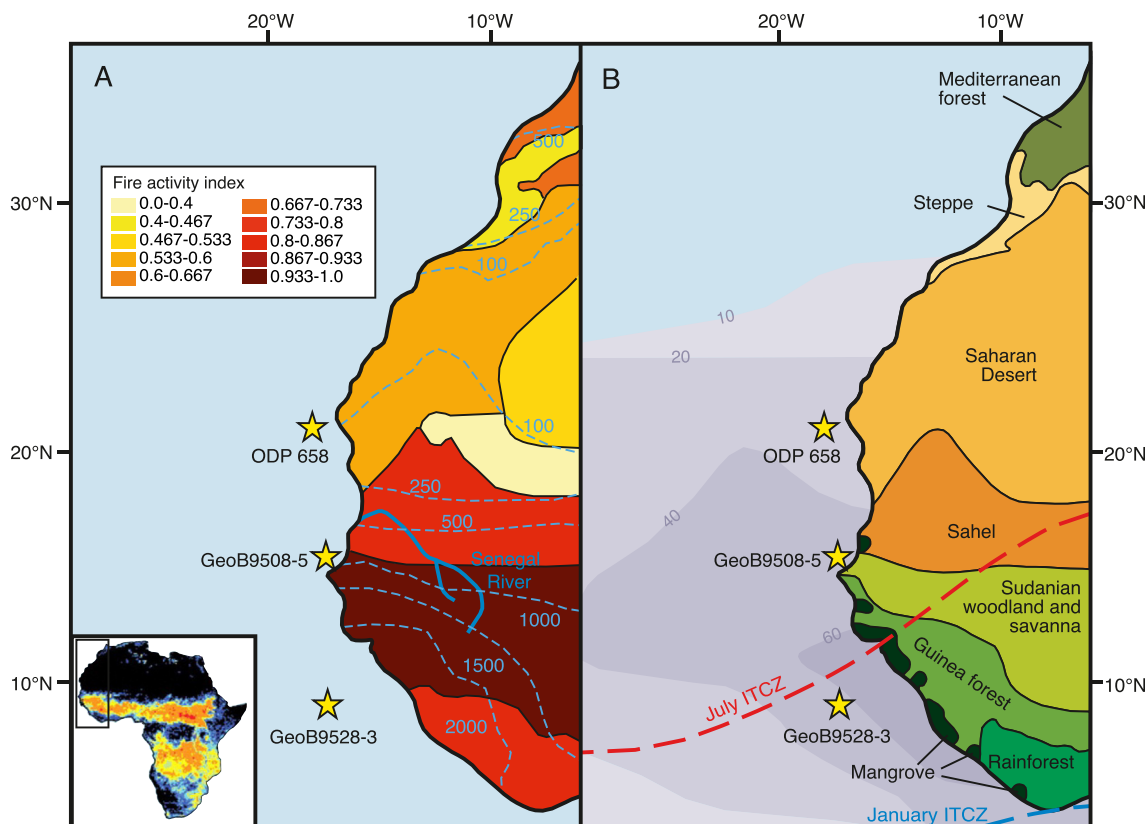 20°W
10°W
20°W
10°W
A
B
Mediterranean
forest
500
Fire activity index
0.0-0.4
0.4-0.467
0.467-0.533
0.533-0.6
0.6-0.667
0.667-0.733
0.733-0.8
0.8-0.867
0.867-0.933
0.933-1.0
30°N
250
Steppe
30°N
100
10
20
Saharan
Desert
100
20°N
ODP 658
ODP 658
20°N
250
500
40
Sahel
GeoB9508-5
Senegal
River
GeoB9508-5
Sudanian
woodland and
savanna
1000
60
1500
Guinea forest
10°N
10°N
July ITCZ
2000
GeoB9528-3
GeoB9528-3
Mangrove
Rainforest
January ITCZ